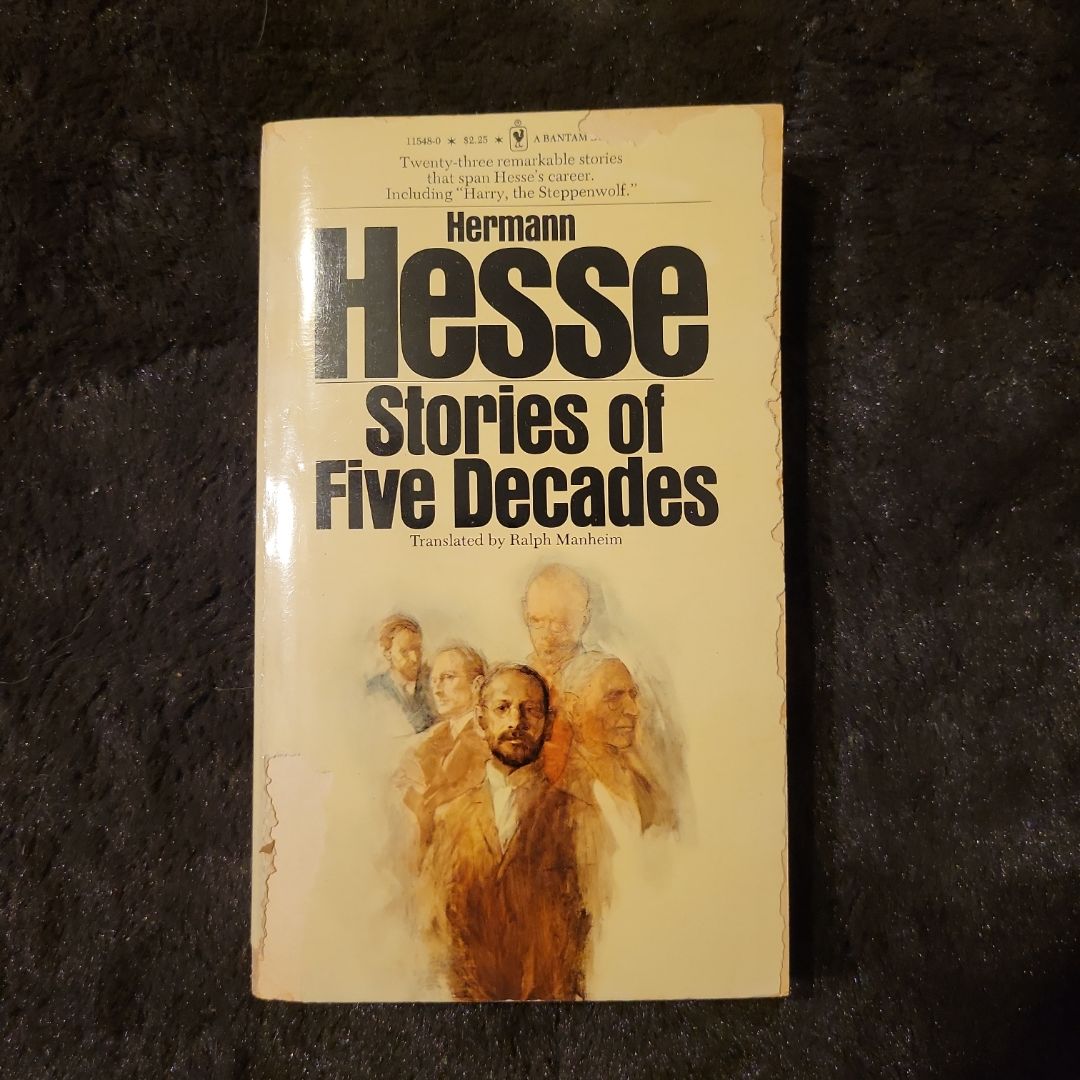 11548-0 * $2.25 * ® A BANTAM
Twenty-three remarkable stories
that span Hesse's career.
Including "Harry, the Steppenwolf."
Hermann
Hesse
Stories of
Five Decades
Translated by Ralph Manheim